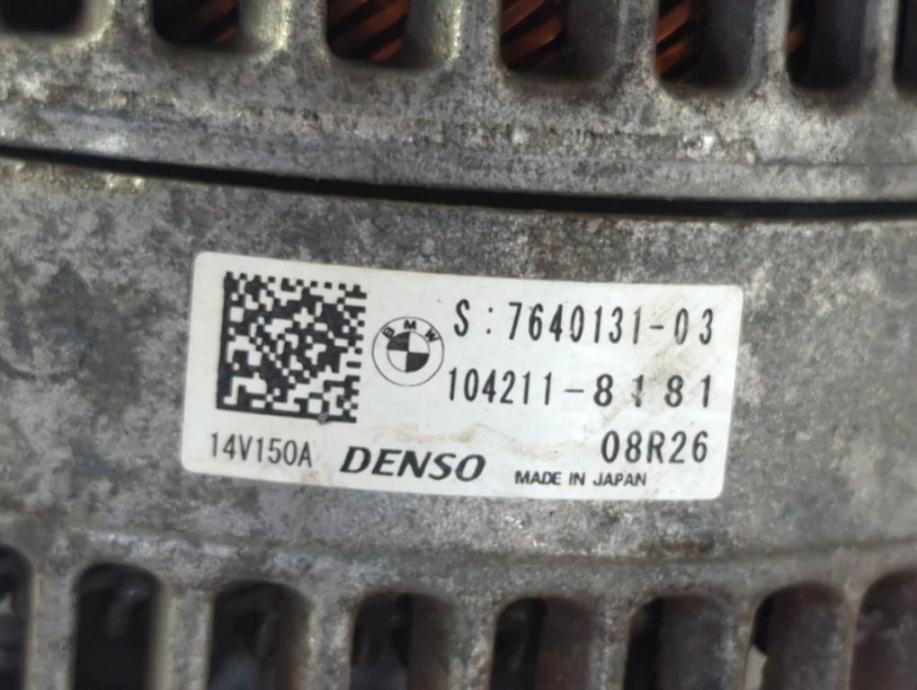 BMW
S:7640131-03
104211-8181
14V150A DENSO MADE IN JAPAN 08R26